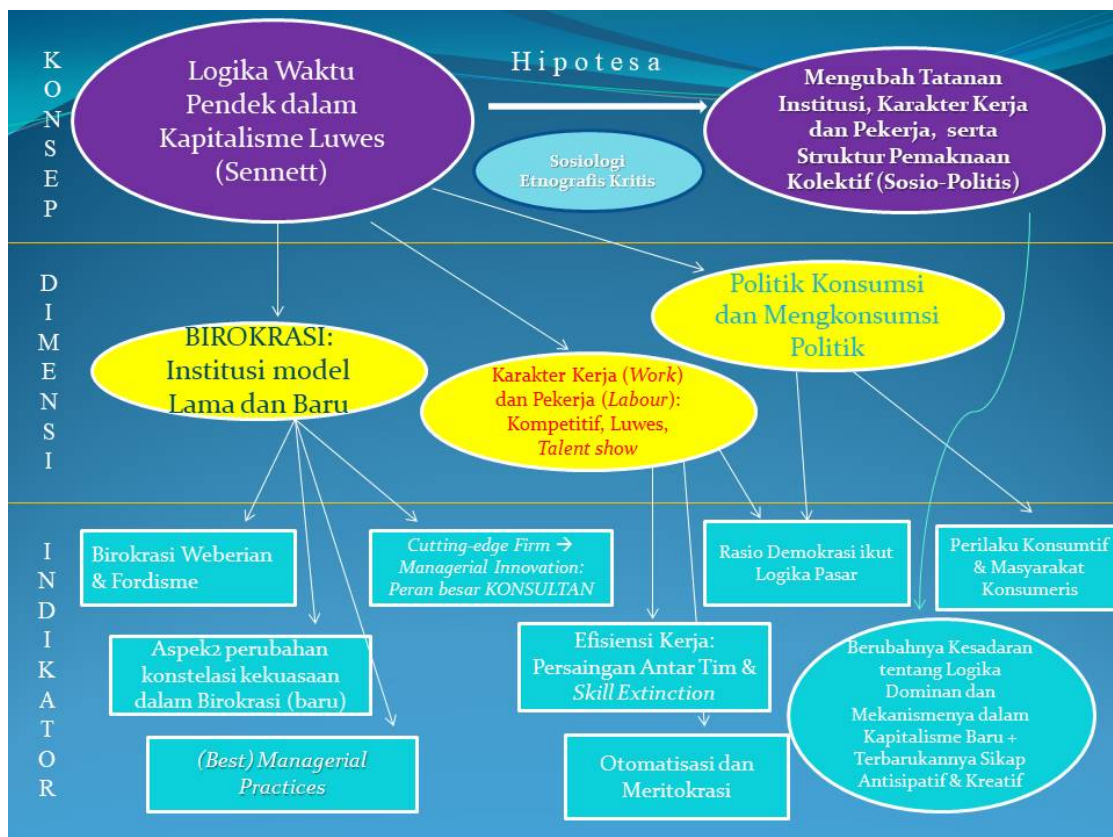 KONSEP
Logika Waktu
Pendek dalam
Kapitalisme Luwes
(Sennett)
Hipotesa
Sosiologi
Etnografis Kritis
Mengubah Tatanan
Institusi, Karakter Kerja
dan Pekerja, serta
Struktur Pemaknaan
Kolektif (Sosio-Politis)
DIMENSI
BIROKRASI:
Institusi model
Lama dan Baru
Karakter Kerja (Work)
dan Pekerja (Labour):
Kompetitif, Luwes,
Talent show
Politik Konsumsi
dan Mengkonsumsi
Politik
INDIKATOR
Birokrasi Weberian
& Fordisme
Cutting-edge Firm →
Managerial Innovation:
Peran besar KONSULTAN
Rasio Demokrasi ikut
Logika Pasar
Perilaku Konsumtif
& Masyarakat
Konsumeris
Aspek2 perubahan
konstelasi kekuasaan
dalam Birokrasi (baru)
Efisiensi Kerja:
Persaingan Antar Tim &
Skill Extinction
Berubahnya Kesadaran
tentang Logika
Dominan dan
Mekanismenya dalam
Kapitalisme Baru +
Terbarukannya Sikap
Antisipatif & Kreatif
(Best) Managerial
Practices
Otomatisasi dan
Meritokrasi